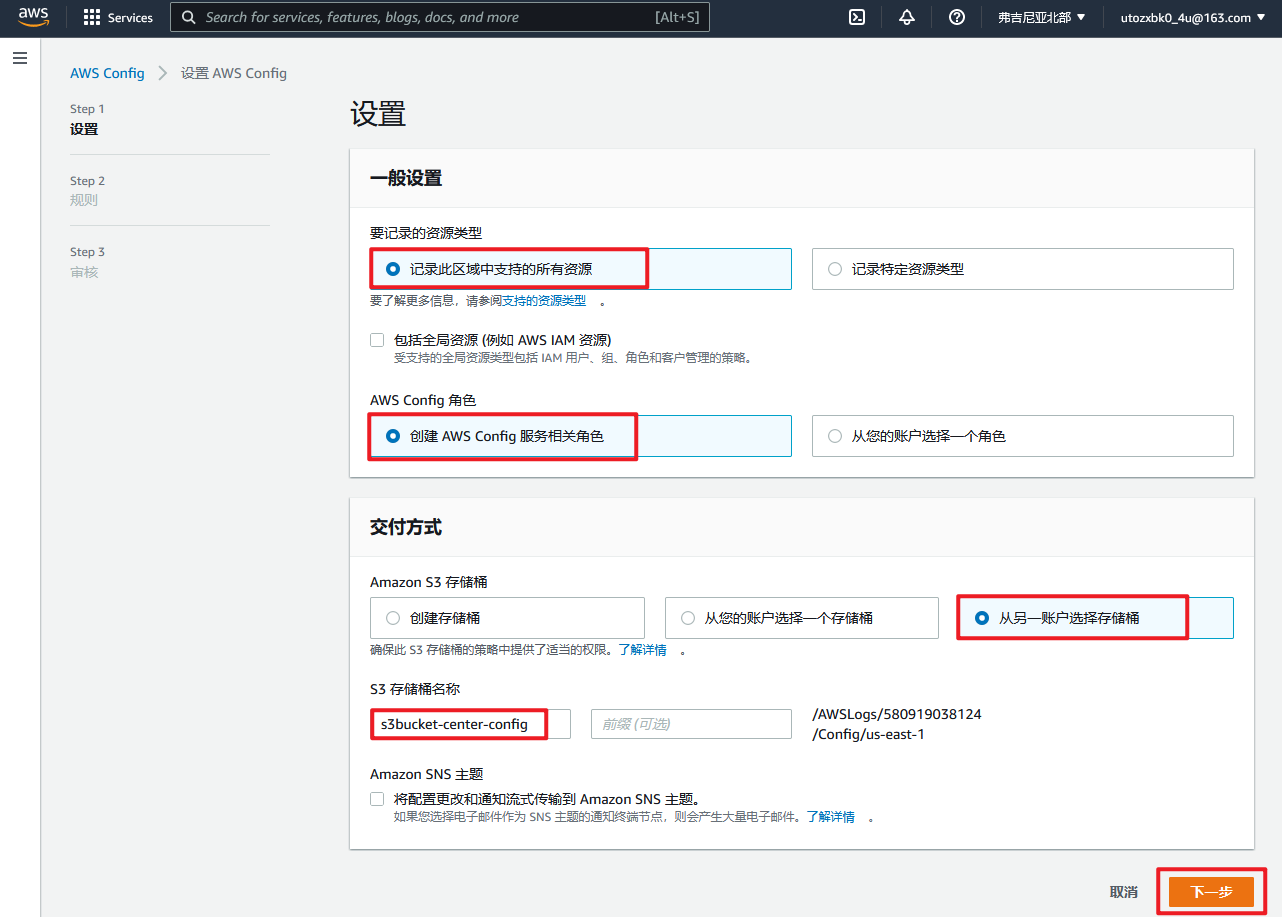 aws
Services
Search for services, features, blogs, docs, and more
[Alt+S]
弗吉尼亚北部
utozxbk0_4u@163.com
AWS Config
设置 AWS Config
Step 1
设置
Step 2
规则
Step 3
审核
设置
一般设置
要记录的资源类型
记录此区域中支持的所有资源
记录特定资源类型
要了解更多信息，请参阅支持的资源类型 。
包括全局资源 (例如 AWS IAM 资源)
受支持的全局资源类型包括 IAM 用户、组、角色和客户管理的策略。
AWS Config 角色
创建 AWS Config 服务相关角色
从您的账户选择一个角色
交付方式
Amazon S3 存储桶
创建存储桶
从您的账户选择一个存储桶
从另一账户选择存储桶
确保此 S3 存储桶的策略中提供了适当的权限。了解详情 。
S3 存储桶名称
s3bucket-center-config
前缀 (可选)
/AWSLogs/580919038124
/Config/us-east-1
Amazon SNS 主题
将配置更改和通知流式传输到 Amazon SNS 主题。
如果您选择电子邮件作为 SNS 主题的通知终端节点，则会产生大量电子邮件。了解详情 。
取消
下一步